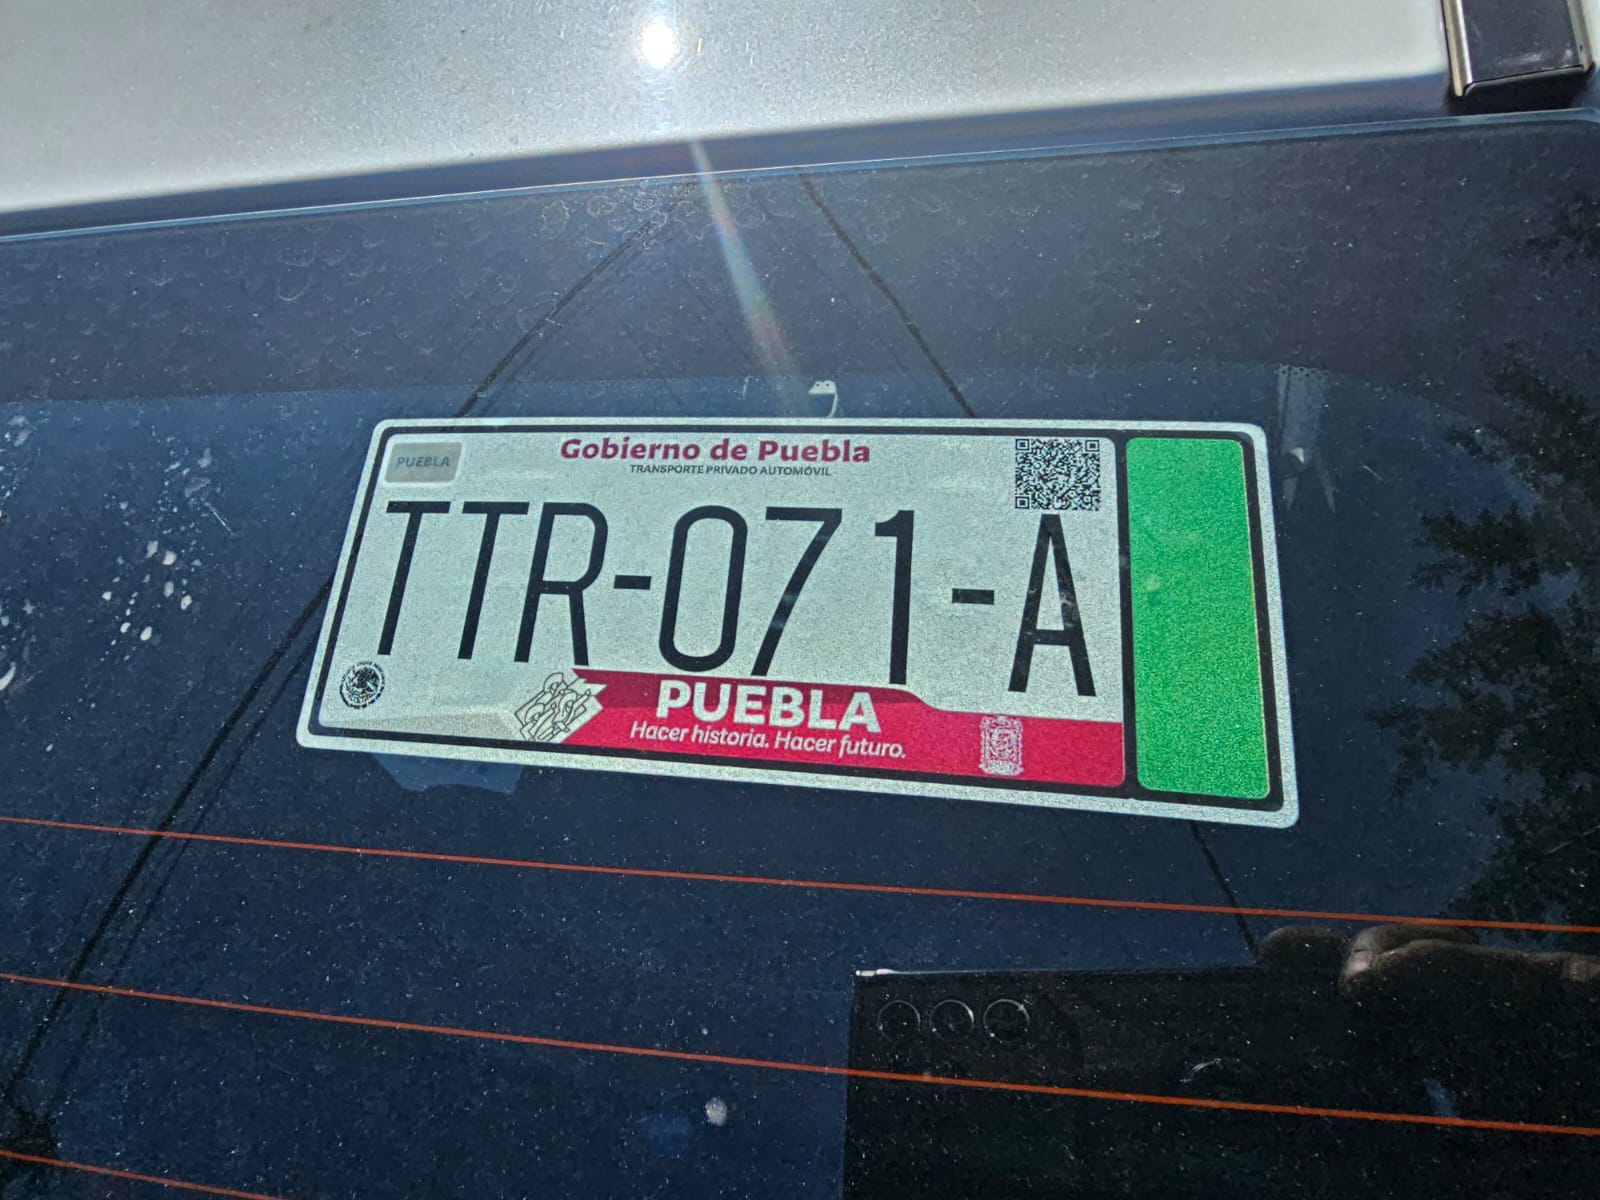 PUEBLA
Gobierno de Puebla
TRANSPORTE PRIVADO AUTOMÓVIL
TTR-071-A
PUEBLA
Hacer historia. Hacer futuro.